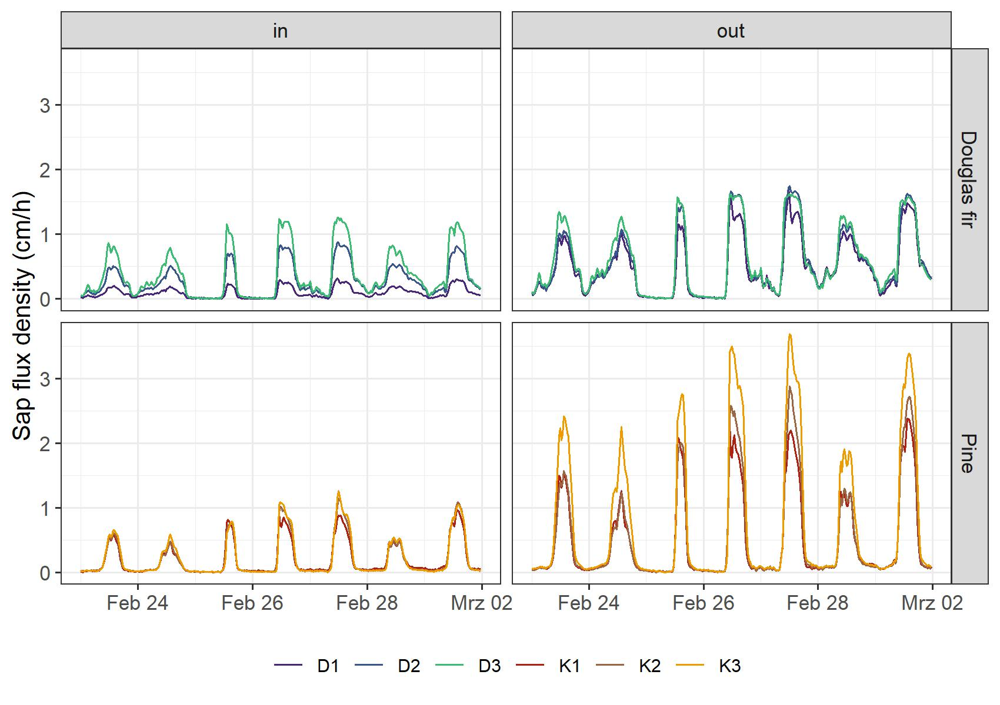 in
out
Sap flux density (cm/h)
3
2
1
0
Douglas fir
3
2
1
0
Pine
Feb 24
Feb 26
Feb 28
Mrz 02
Feb 24
Feb 26
Feb 28
Mrz 02
D1
D2
D3
K1
K2
K3